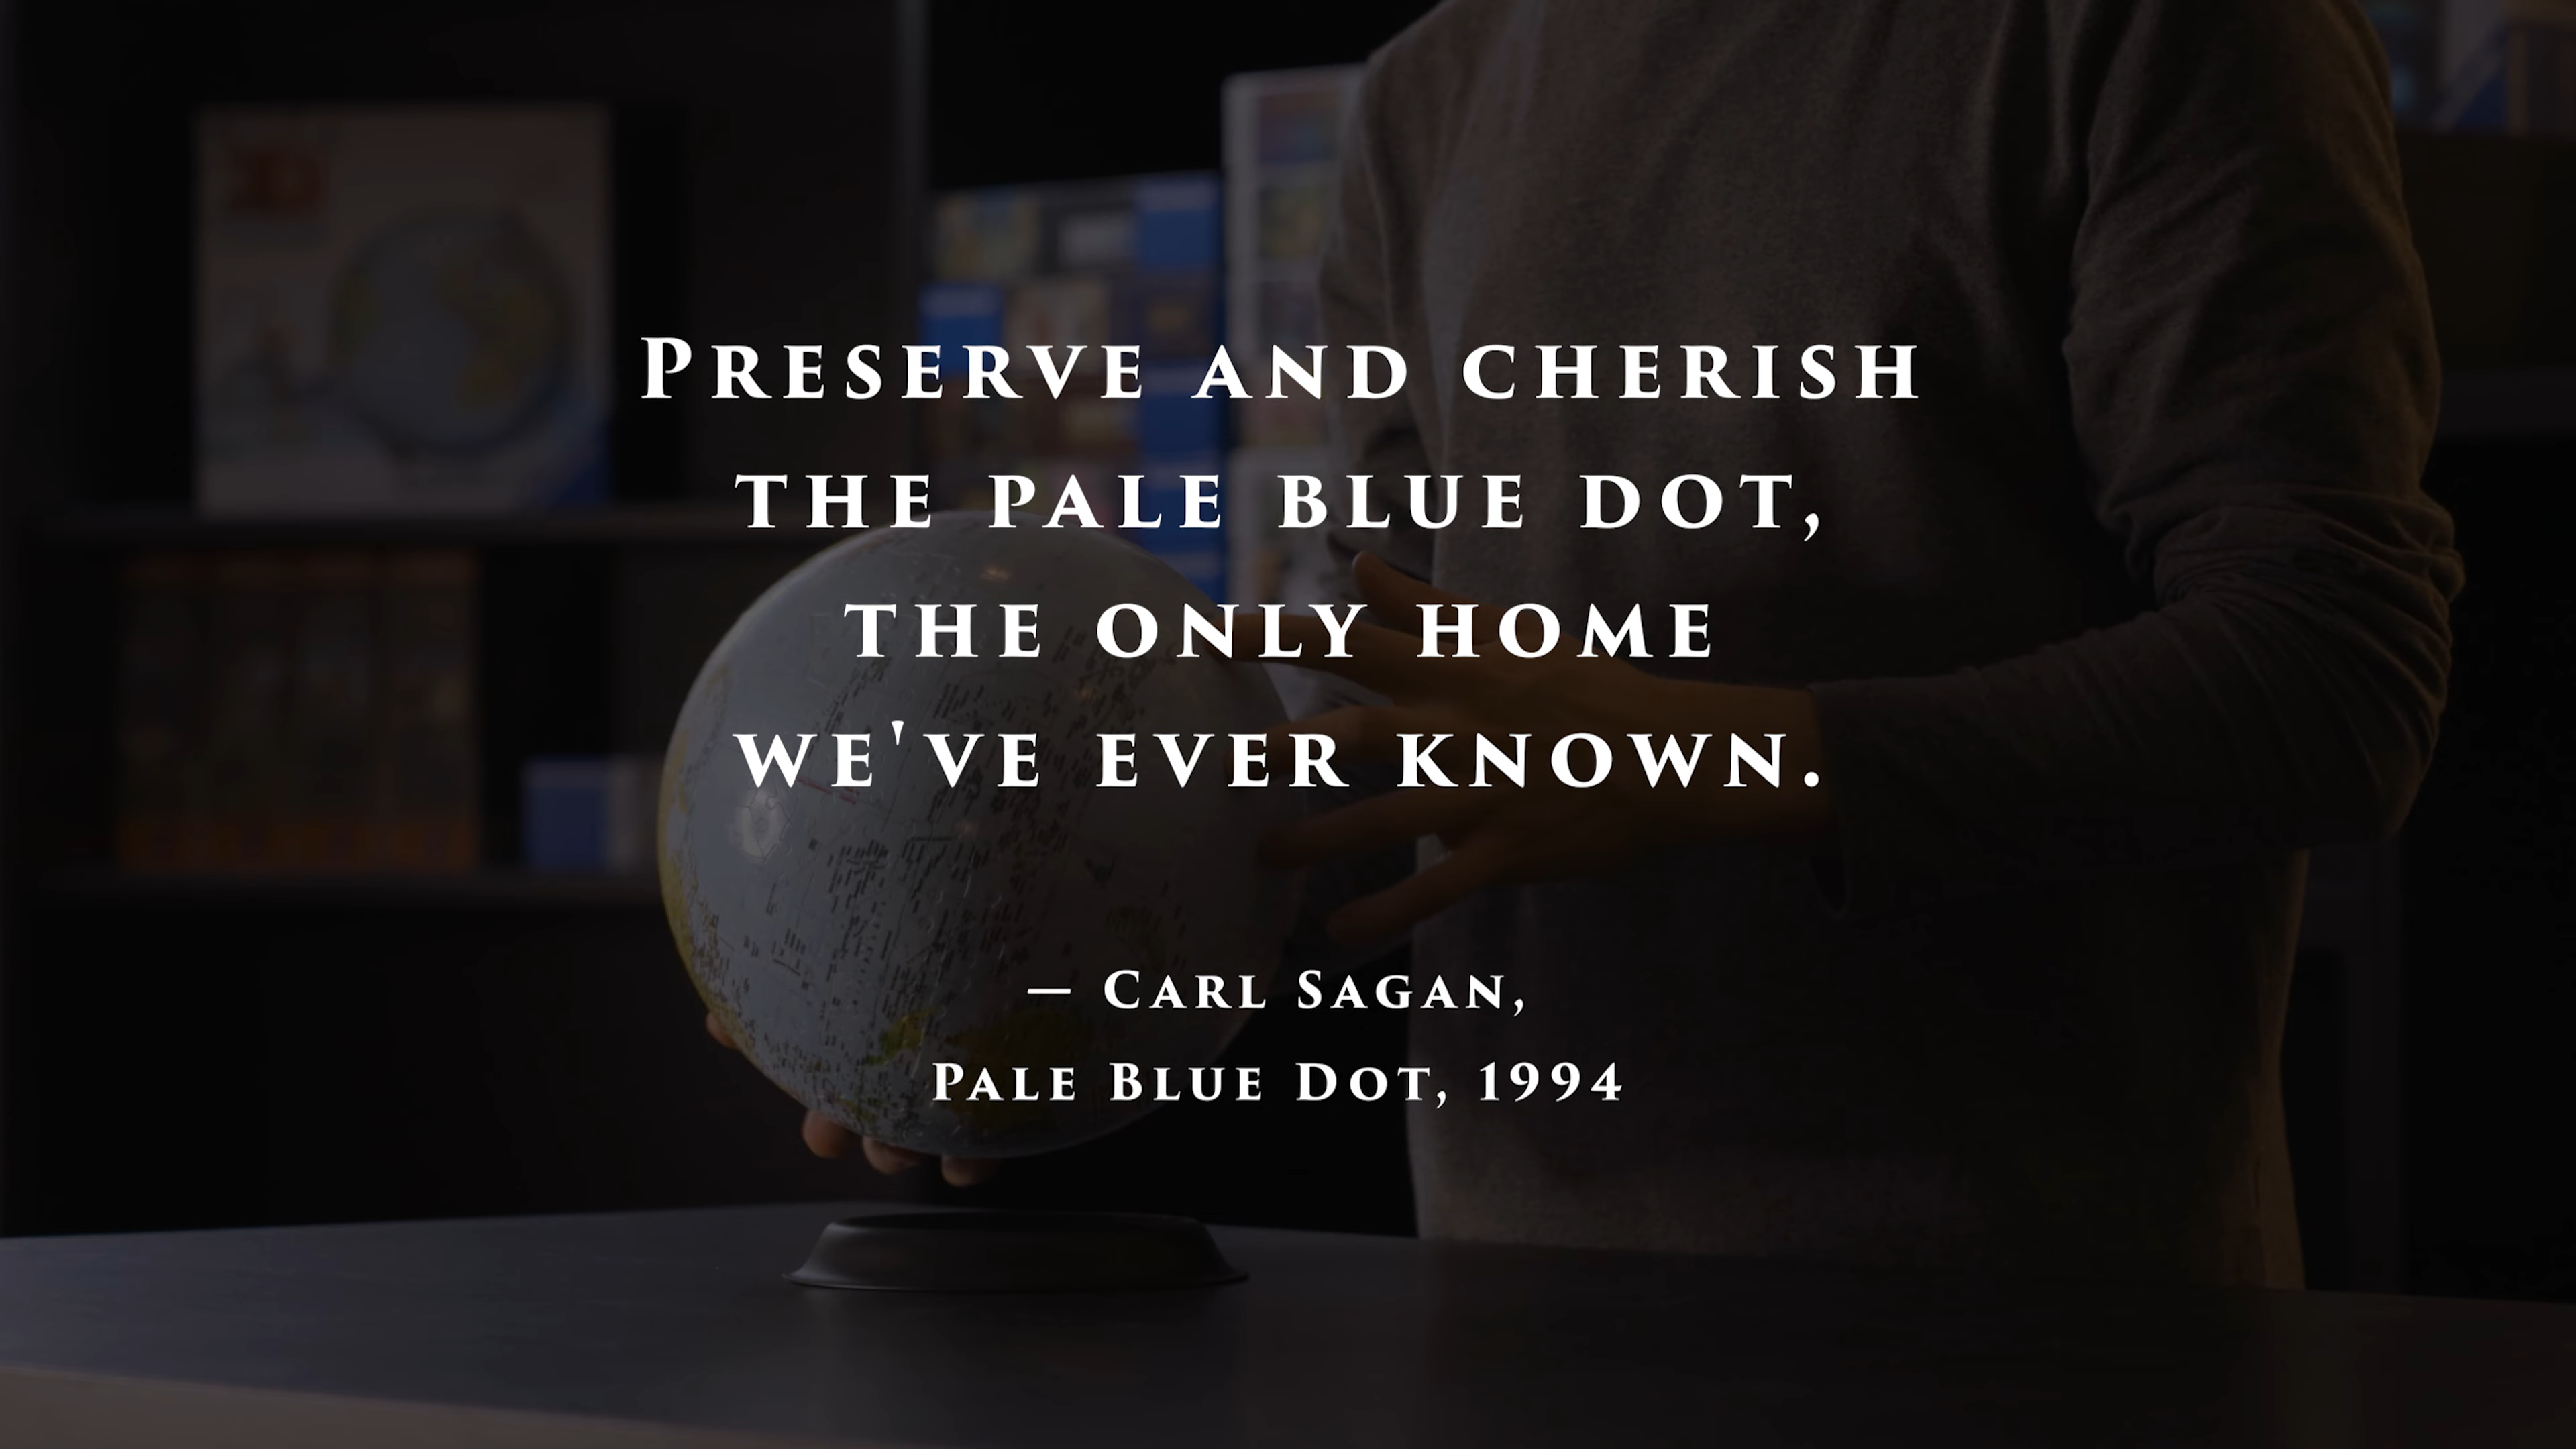 Preserve and cherish
the pale blue dot,
the only home
we've ever known.
— Carl Sagan,
Pale Blue Dot, 1994